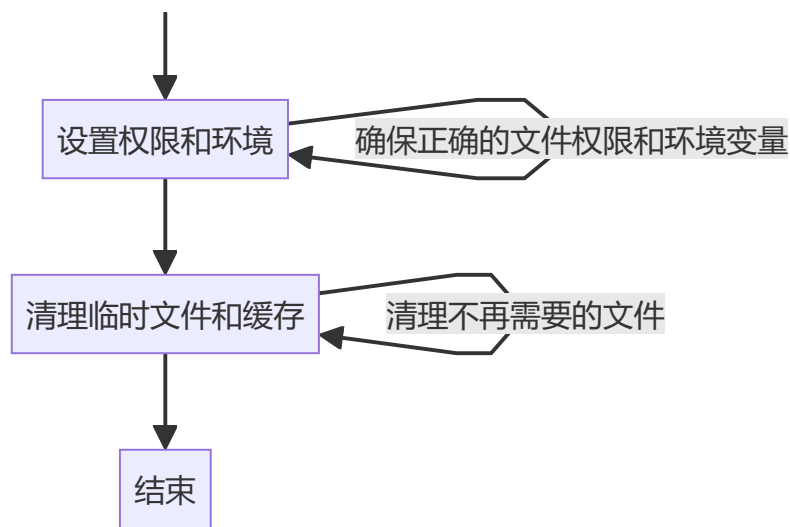 设置权限和环境
确保正确的文件权限和环境变量
清理临时文件和缓存
清理不再需要的文件
结束